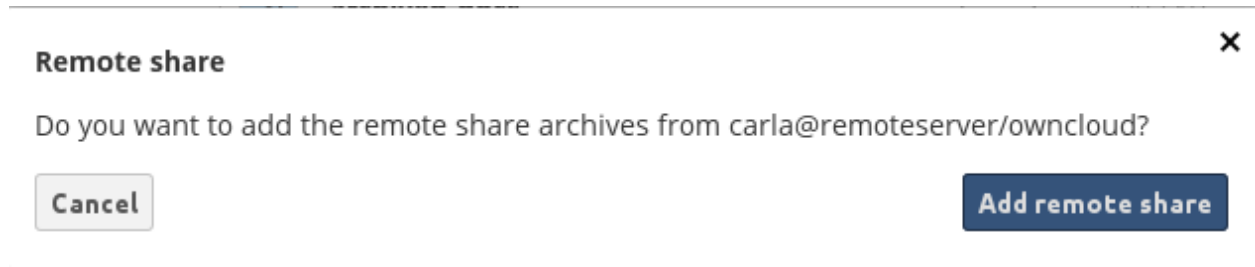 Remote share
Do you want to add the remote share archives from carla@remoteserver/owncloud?
Cancel
Add remote share